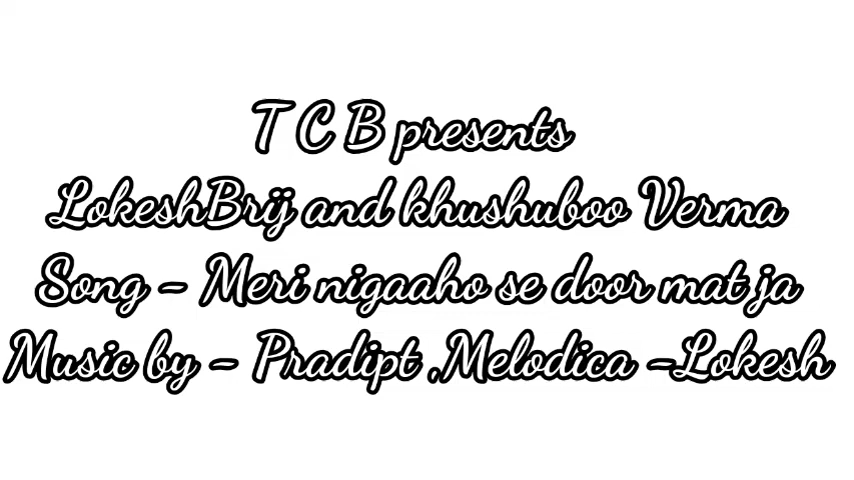 T C B presents
LokeshBrij and khushuboo Verma
Song - Meri nigaaho se door mat ja
Music by - Pradipt ,Melodica -Lokesh